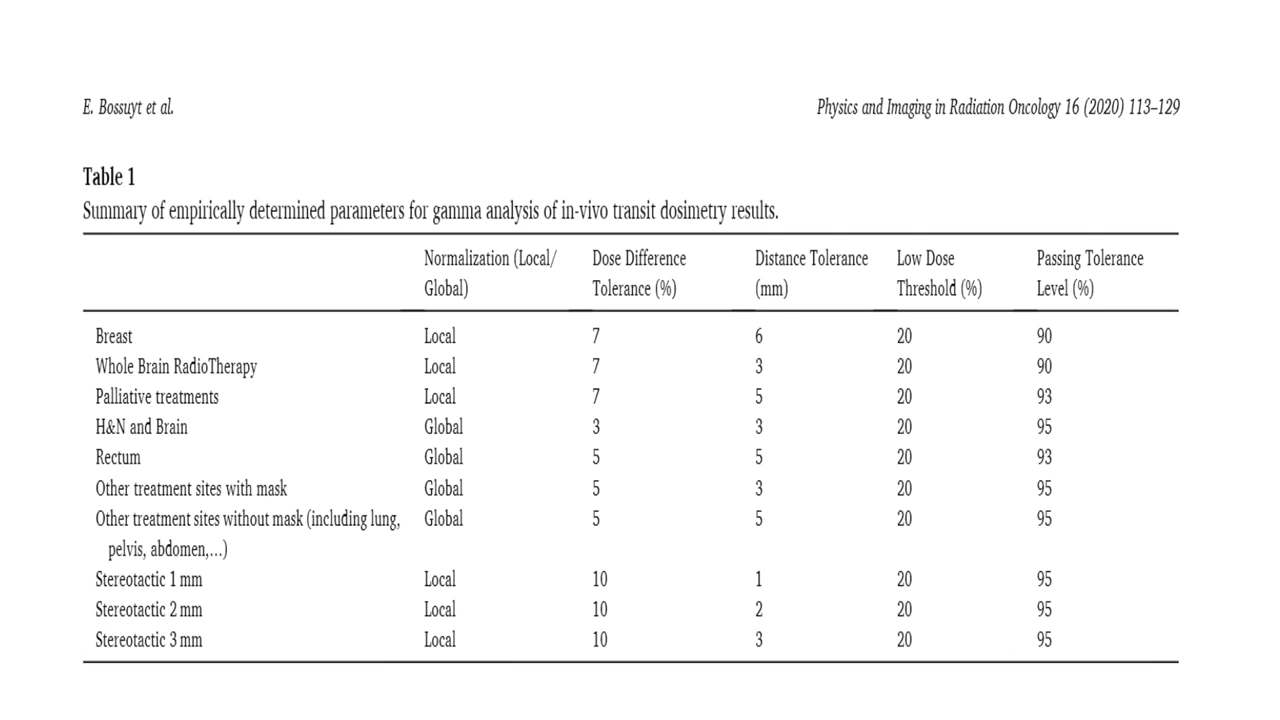 E. Bossuyt et al. Physics and Imaging in Radiation Oncology 16 (2020) 113–129
Table 1
Summary of empirically determined parameters for gamma analysis of in-vivo transit dosimetry results.
Normalization (Local/ Dose Difference Distance Tolerance Low Dose Passing Tolerance
Global) Tolerance (%) (mm) Threshold (%) Level (%)
Breast Local 7 6 20 90
Whole Brain RadioTherapy Local 7 3 20 90
Palliative treatments Local 7 5 20 93
H&N and Brain Global 3 3 20 95
Rectum Global 5 5 20 93
Other treatment sites with mask Global 5 3 20 95
Other treatment sites without mask (including lung, Global 5 5 20 95
pelvis, abdomen,…)
Stereotactic 1 mm Local 10 1 20 95
Stereotactic 2 mm Local 10 2 20 95
Stereotactic 3 mm Local 10 3 20 95